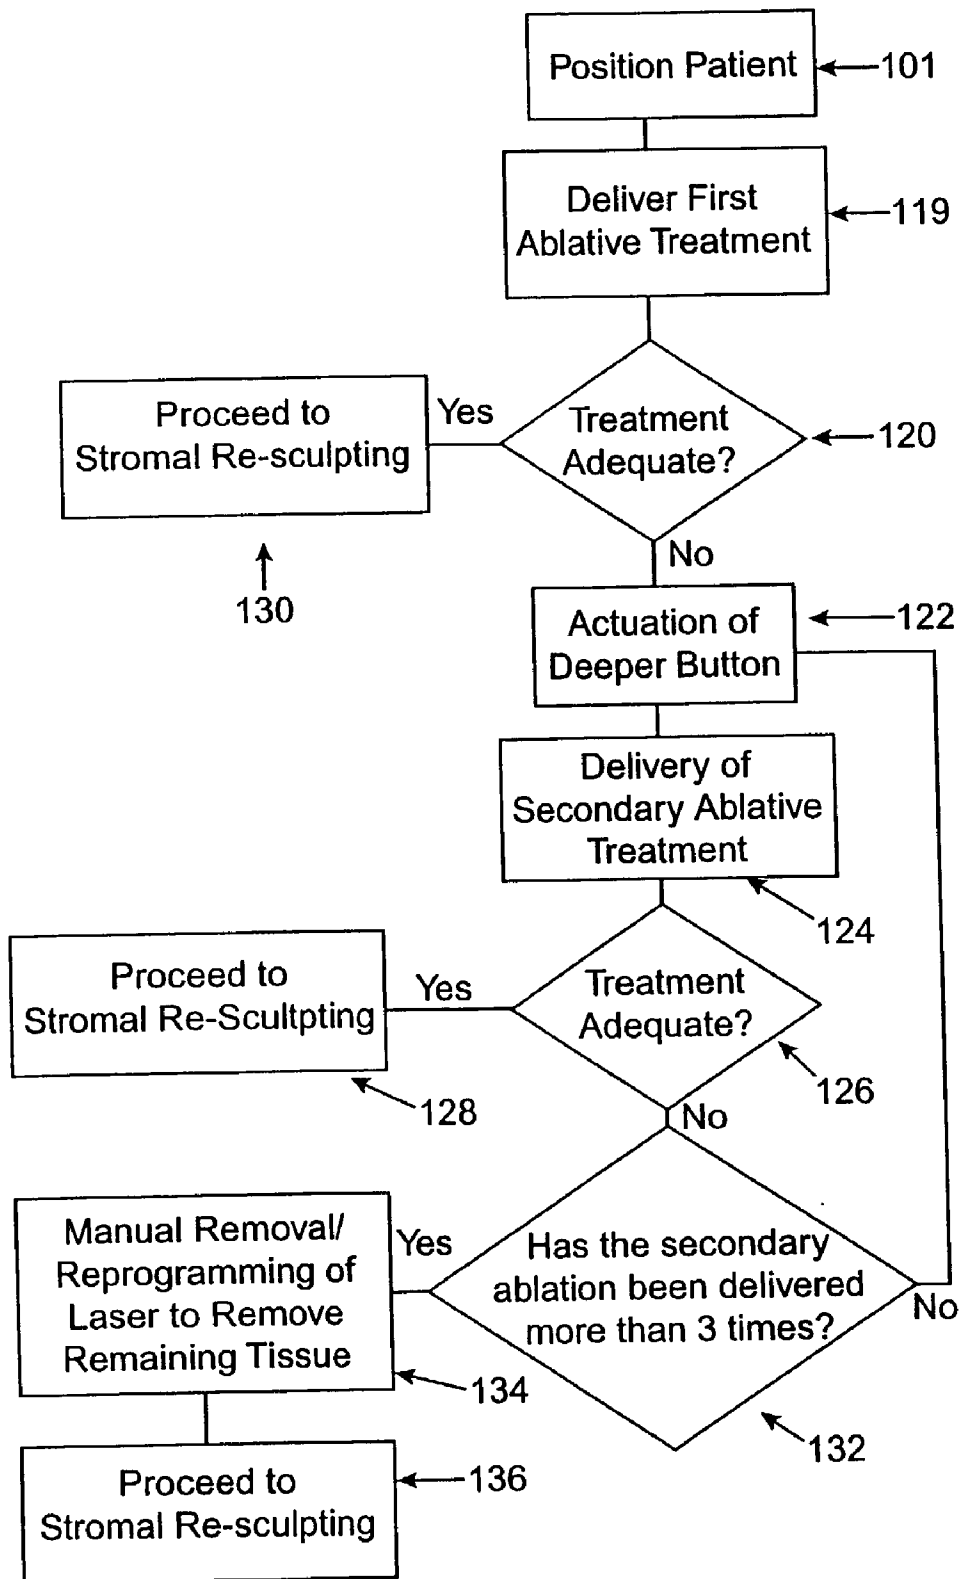 Position Patient
101
Deliver First
Ablative Treatment
119
Treatment
Adequate?
120
Yes
Proceed to
Stromal Re-sculpting
130
No
Actuation of
Deeper Button
122
Delivery of
Secondary Ablative
Treatment
124
Treatment
Adequate?
126
Yes
Proceed to
Stromal Re-Scultpting
128
No
Has the secondary
ablation been delivered
more than 3 times?
132
No
Yes
Manual Removal/
Reprogramming of
Laser to Remove
Remaining Tissue
134
Proceed to
Stromal Re-sculpting
136